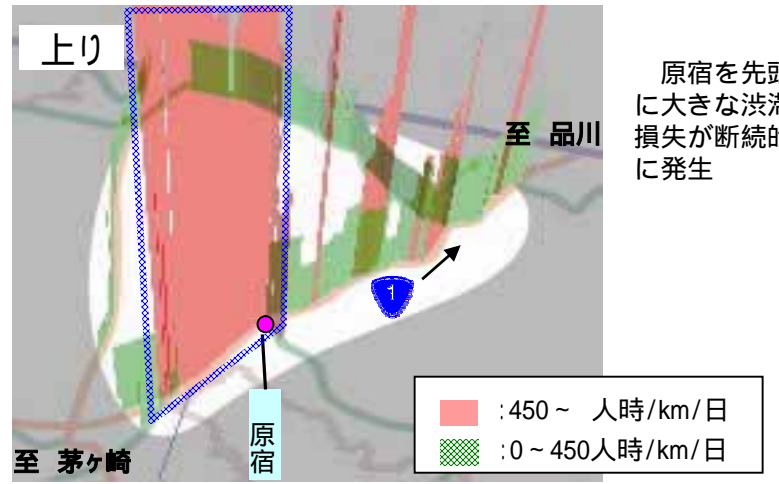 上り
原宿を先頭
に大きな渋滞
損失が断続的
に発生
至 品川
1
原宿
至 茅ヶ崎
:450～ 人時/km/日
:0～450人時/km/日